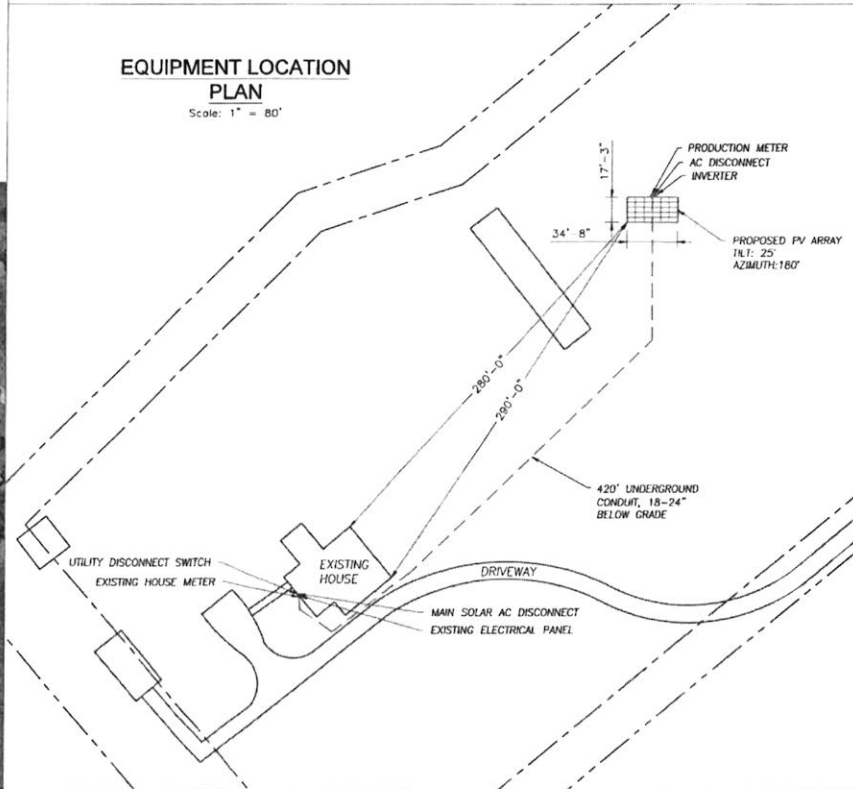 EQUIPMENT LOCATION
PLAN
Scale: 1" = 80'
PRODUCTION METER
AC DISCONNECT
INVERTER
17'-3"
34'-8"
PROPOSED PV ARRAY
TILT: 25°
AZIMUTH:180°
280'-0"
290'-0"
420' UNDERGROUND
CONDUIT, 18-24"
BELOW GRADE
UTILITY DISCONNECT SWITCH
EXISTING HOUSE METER
EXISTING
HOUSE
DRIVEWAY
MAIN SOLAR AC DISCONNECT
EXISTING ELECTRICAL PANEL